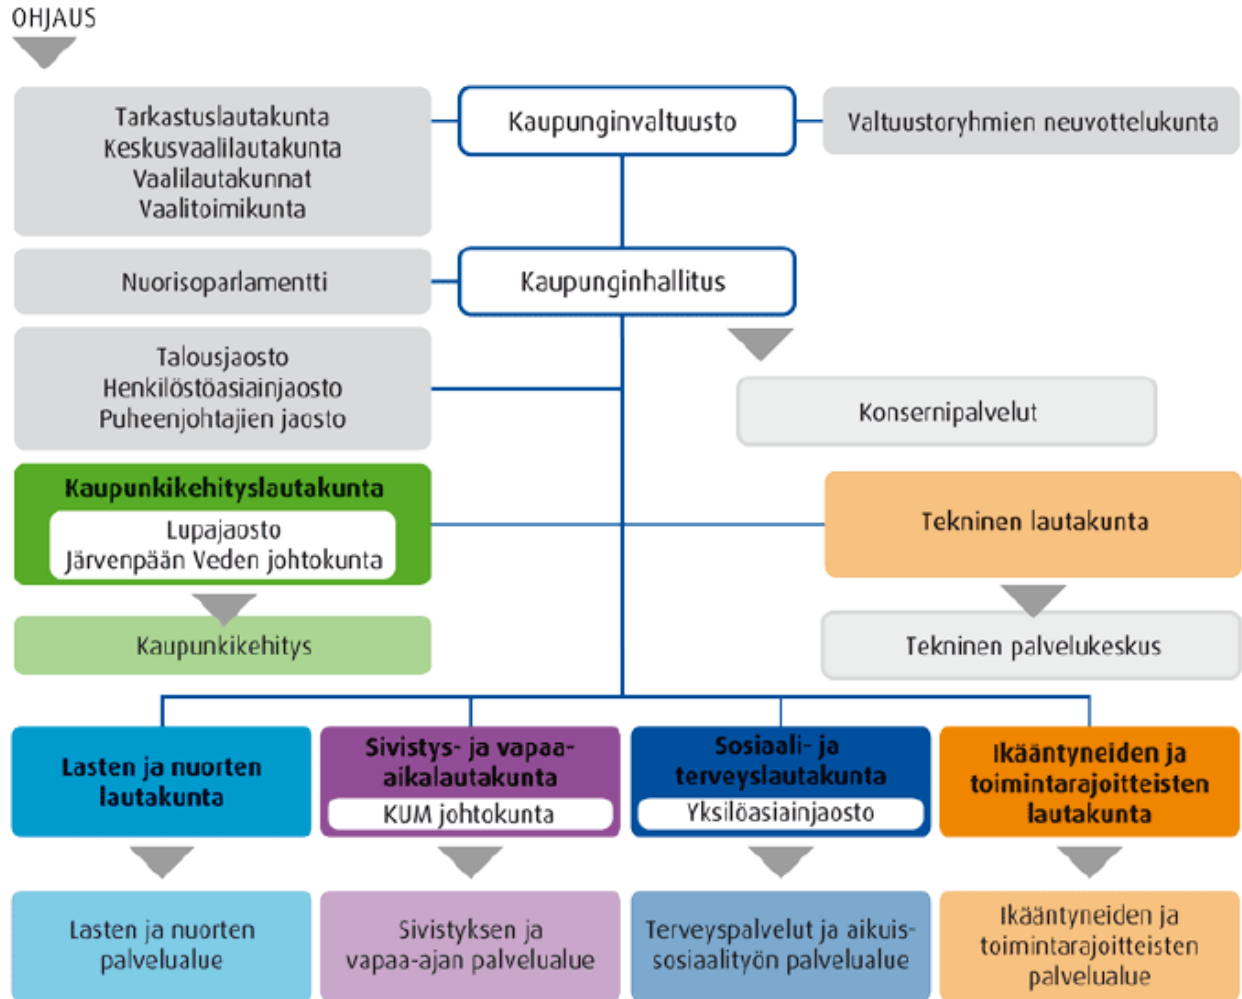 OHJAUS
Tarkastuslautakunta
Keskusvaalilautakunta
Vaalilautakunnat
Vaalitoimikunta
Kaupunginvaltuusto
Valtuustoryhmien neuvottelukunta
Nuorisoparlamentti
Kaupunginhallitus
Talousjaosto
Henkilöstöasiainjaosto
Puheenjohtajien jaosto
Konsernipalvelut
Kaupunkikehityslautakunta
Lupajaosto
Järvenpään Veden johtokunta
Tekninen lautakunta
Kaupunkikehitys
Tekninen palvelukeskus
Lasten ja nuorten
lautakunta
Sivistys- ja vapaa-
aikalautakunta
KUM johtokunta
Sosiaali- ja
terveyslautakunta
Yksilöasiainjaosto
Ikääntyneiden ja
toimintarajoitteisten
lautakunta
Lasten ja nuorten
palvelualue
Sivistyksen ja
vapaa-ajan palvelualue
Terveyspalvelut ja aikuis-
sosiaalityön palvelualue
Ikääntyneiden ja
toimintarajoitteisten
palvelualue